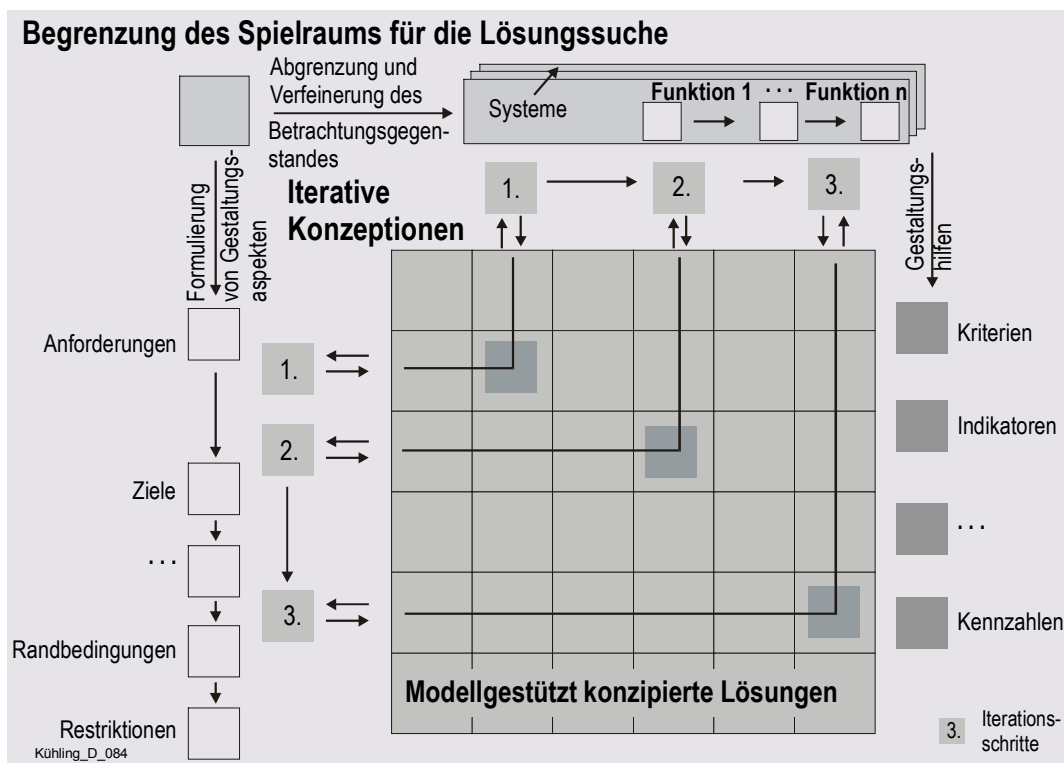 Begrenzung des Spielraums für die Lösungssuche
Abgrenzung und
Verfeinerung des
Betrachtungsgegen-
standes
Systeme
Funktion 1 ... Funktion n
Formulierung
von Gestaltungs-
aspekten
Iterative
Konzeptionen
1.
2.
3.
Gestaltungs-
hilfen
Anforderungen
Ziele
...
Randbedingungen
Restriktionen
1.
2.
3.
Kriterien
Indikatoren
...
Kennzahlen
Modellgestützt konzipierte Lösungen
3.
Iterations-
schritte
Kühling_D_084